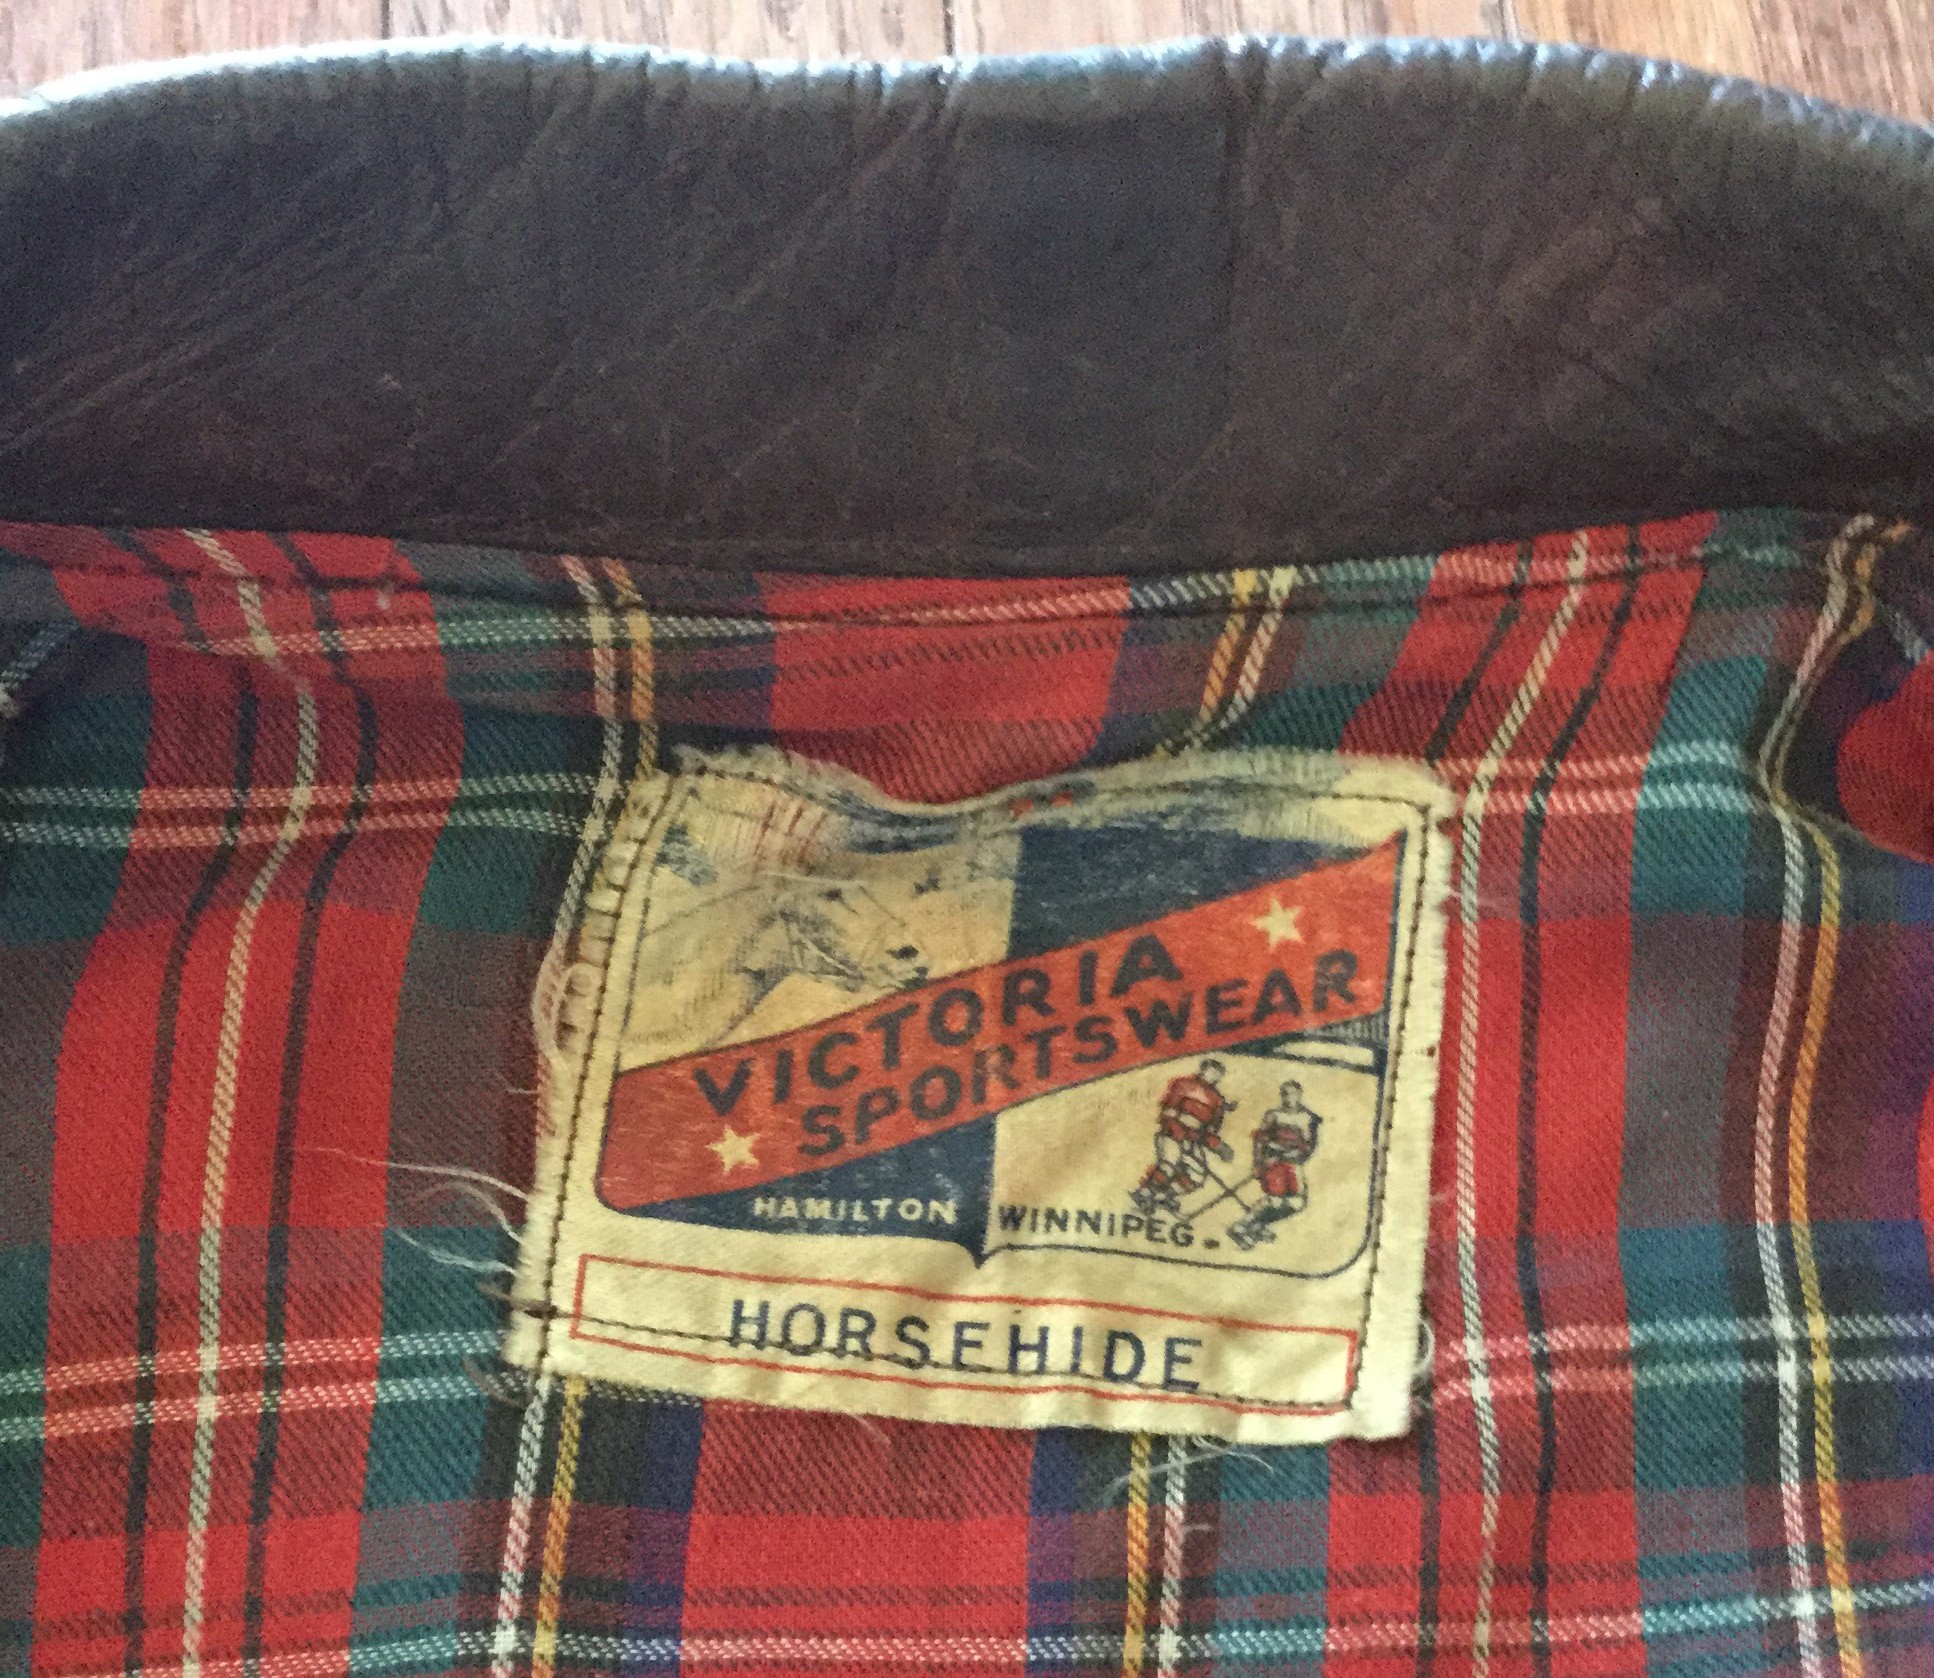 VICTORIA
SPORTSWEAR
HAMILTON WINNIPEG.
HORSEHIDE